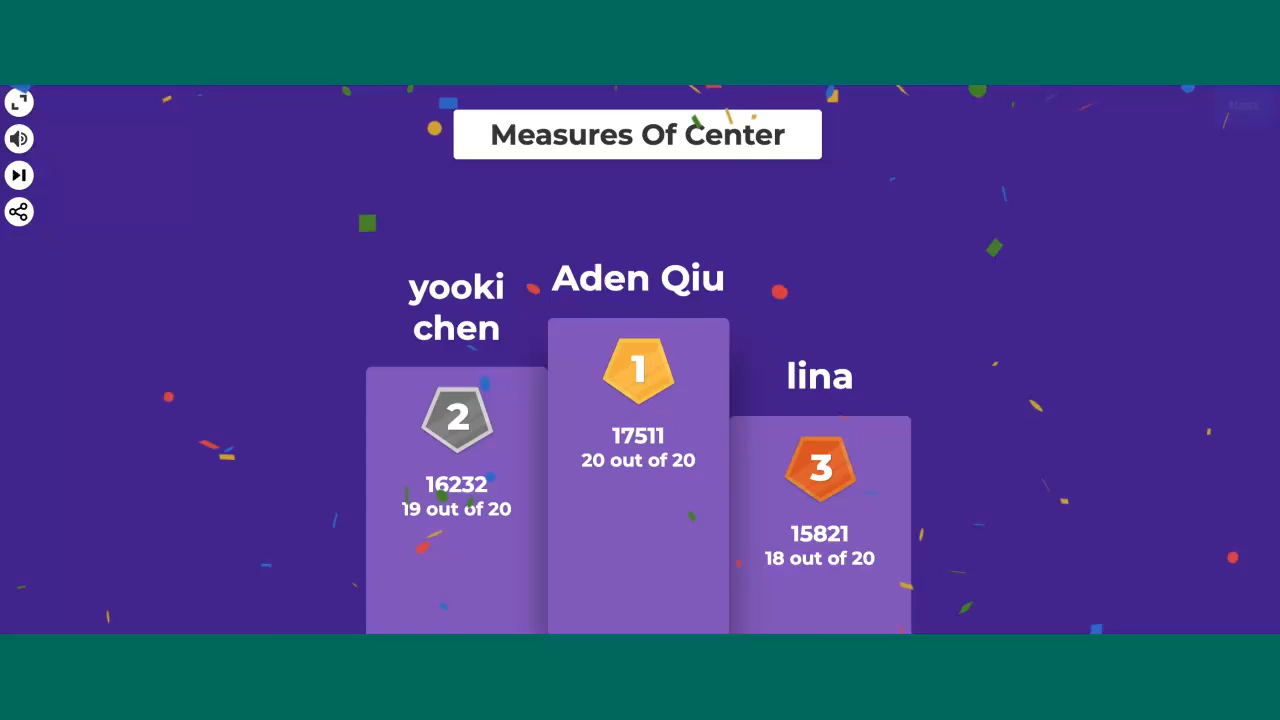 Measures Of Center
yooki
chen
2
16232
19 out of 20
Aden Qiu
1
17511
20 out of 20
lina
3
15821
18 out of 20